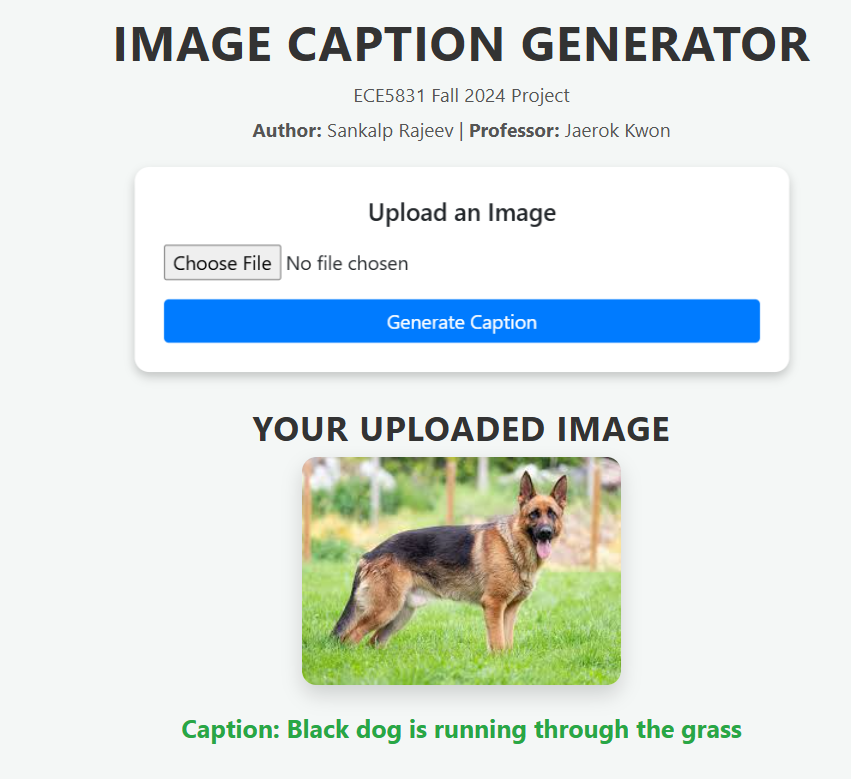 IMAGE CAPTION GENERATOR
ECE5831 Fall 2024 Project
Author: Sankalp Rajeev | Professor: Jaerok Kwon
Upload an Image
Choose File No file chosen
Generate Caption
YOUR UPLOADED IMAGE
Caption: Black dog is running through the grass